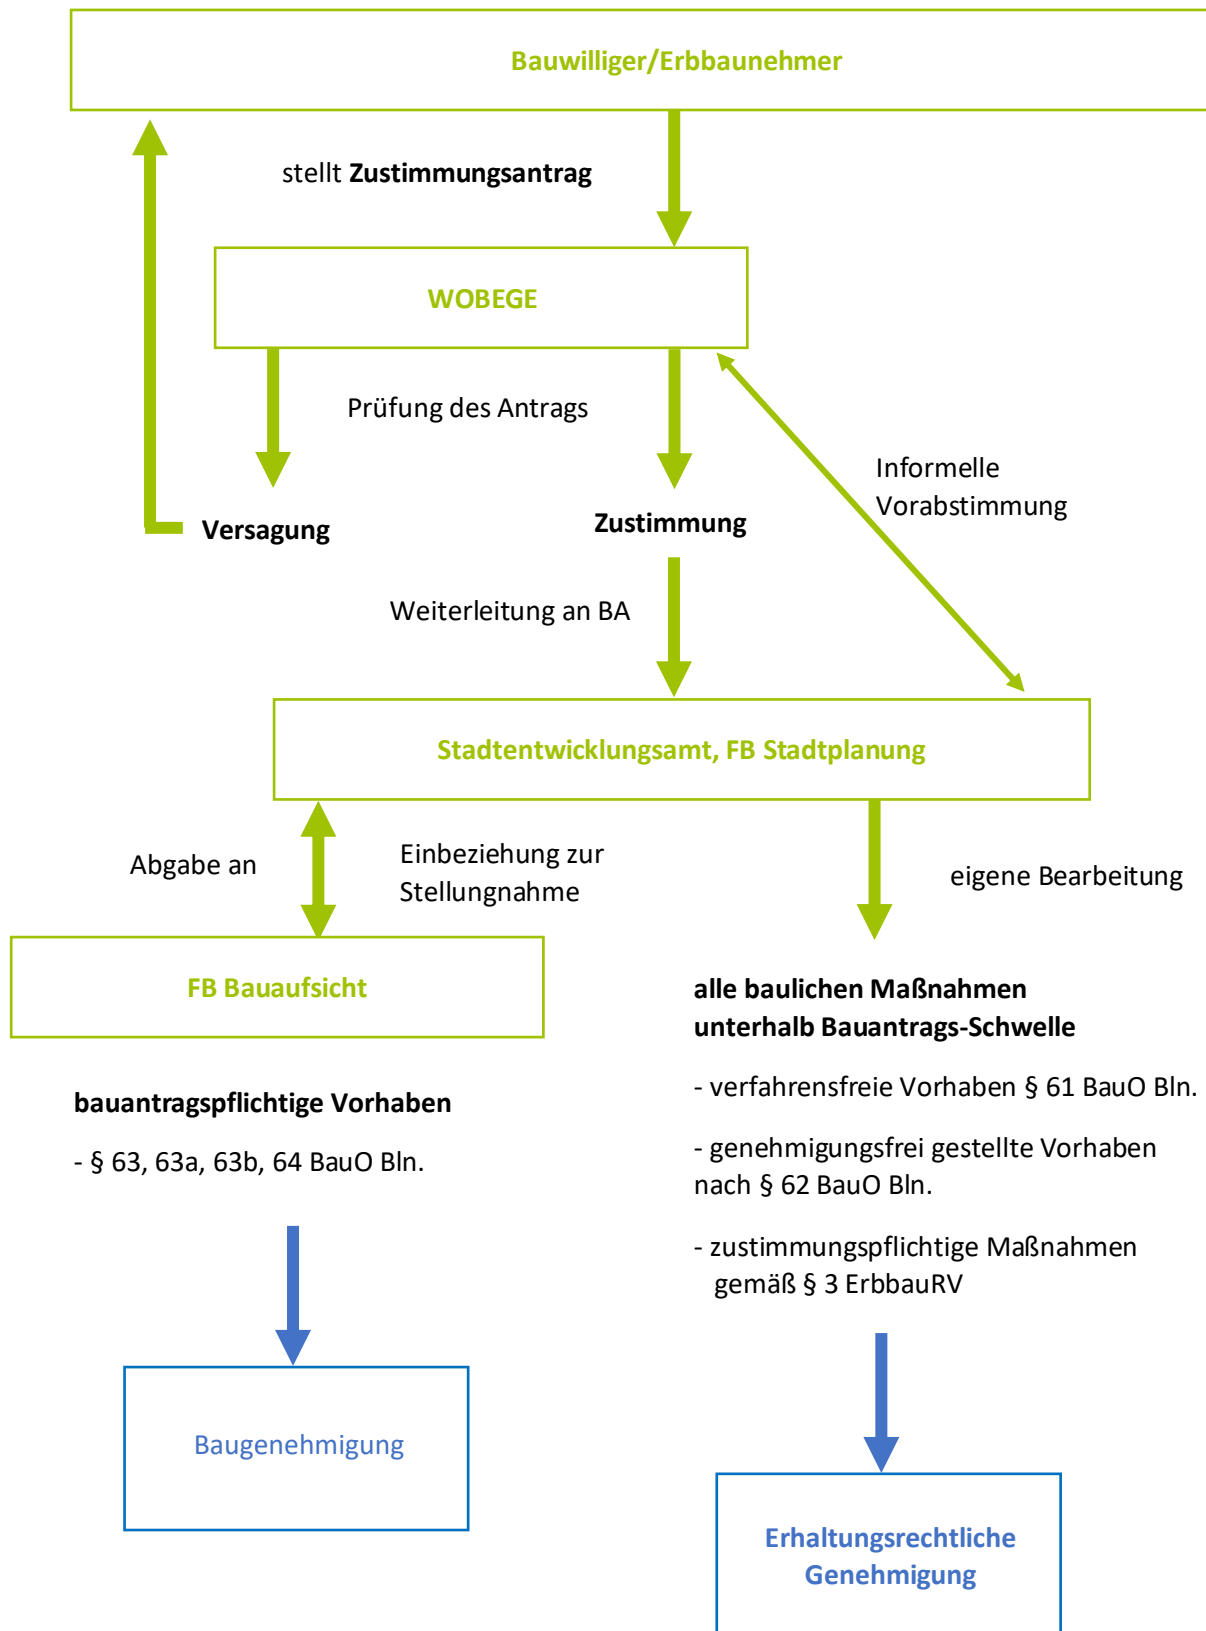 Bauwilliger/Erbbaunehmer
stellt Zustimmungsantrag
WOBEGE
Prüfung des Antrags
Informelle
Vorabstimmung
Versagung
Zustimmung
Weiterleitung an BA
Stadtentwicklungsamt, FB Stadtplanung
Abgabe an
Einbeziehung zur
Stellungnahme
eigene Bearbeitung
FB Bauaufsicht
bauantragspflichtige Vorhaben
- § 63, 63a, 63b, 64 BauO Bln.
Baugenehmigung
alle baulichen Maßnahmen
unterhalb Bauantrags-Schwelle
- verfahrensfreie Vorhaben § 61 BauO Bln.
- genehmigungsfrei gestellte Vorhaben
nach § 62 BauO Bln.
- zustimmungspflichtige Maßnahmen
gemäß § 3 ErbbauRV
Erhaltungsrechtliche
Genehmigung